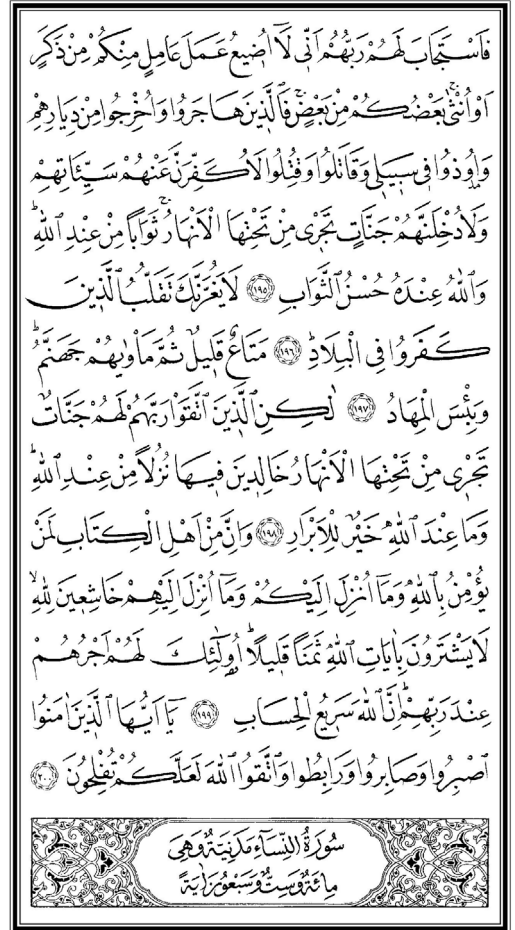 فَاسْتَجَابَ لَهُمْ رَبُّهُمْ اَنّٖى لَٓا اُضٖيعُ عَمَلَ عَامِلٍ مِنْكُمْ مِنْ ذَكَرٍ
اَوْ اُنْثٰىۚ بَعْضُكُمْ مِنْ بَعْضٍۚ فَالَّذٖينَ هَاجَرُوا وَاُخْرِجُوا مِنْ دِيَارِهِمْ
وَاُوذُوا فٖى سَبٖيلٖى وَقَاتَلُوا وَقُتِلُوا لَاُكَفِّرَنَّ عَنْهُمْ سَيِّـَٔاتِهِمْ
وَلَاُدْخِلَنَّهُمْ جَنَّاتٍ تَجْرٖى مِنْ تَحْتِهَا الْاَنْهَارُۚ ثَوَابًا مِنْ عِنْدِ اللّٰهِؕ
وَاللّٰهُ عِنْدَهُ حُسْنُ الثَّوَابِ ﴿١٩٥﴾ لَا يَغُرَّنَّكَ تَقَلُّبُ الَّذٖينَ
كَفَرُوا فِى الْبِلَادِؕ ﴿١٩٦﴾ مَتَاعٌ قَلٖيلٌ ثُمَّ مَاْوٰيهُمْ جَهَنَّمُؕ
وَبِئْسَ الْمِهَادُ ﴿١٩٧﴾ لٰكِنِ الَّذٖينَ اتَّقَوْا رَبَّهُمْ لَهُمْ جَنَّاتٌ
تَجْرٖى مِنْ تَحْتِهَا الْاَنْهَارُ خَالِدٖينَ فٖيهَا نُزُلًا مِنْ عِنْدِ اللّٰهِؕ
وَمَا عِنْدَ اللّٰهِ خَيْرٌ لِلْاَبْرَارِ ﴿١٩٨﴾ وَاِنَّ مِنْ اَهْلِ الْكِتَابِ لَمَنْ
يُؤْمِنُ بِاللّٰهِ وَمَٓا اُنْزِلَ اِلَيْكُمْ وَمَٓا اُنْزِلَ اِلَيْهِمْ خَاشِعٖينَ لِلّٰهِۙ
لَا يَشْتَرُونَ بِاٰيَاتِ اللّٰهِ ثَمَنًا قَلٖيلًاؕ اُولٰٓئِكَ لَهُمْ اَجْرُهُمْ
عِنْدَ رَبِّهِمْؕ اِنَّ اللّٰهَ سَرٖيعُ الْحِسَابِ ﴿١٩٩﴾ يَٓا اَيُّهَا الَّذٖينَ اٰمَنُوا
اصْبِرُوا وَصَابِرُوا وَرَابِطُوا وَاتَّقُوا اللّٰهَ لَعَلَّكُمْ تُفْلِحُونَ ﴿٢٠٠﴾
سُورَةُ النِّسَٓاءِ مَدَنِيَّةٌ وَهِىَ
مِائَةٌ وَسِتٌّ وَسَبْعُونَ اٰيَةً